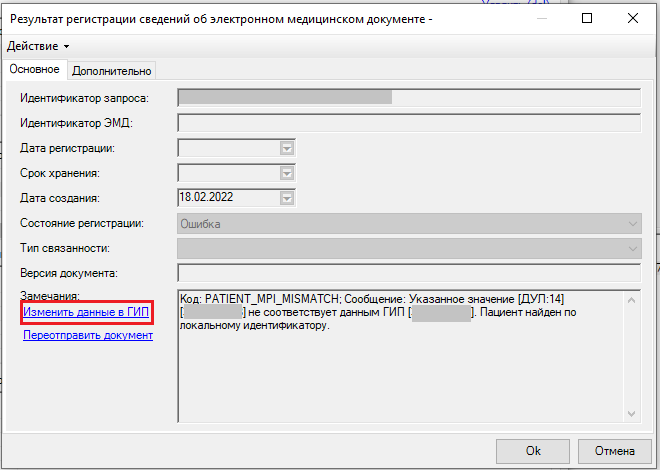 Результат регистрации сведений об электронном медицинском документе -
Действие
Основное
Дополнительно
Идентификатор запроса:
Идентификатор ЭМД:
Дата регистрации:
Срок хранения:
Дата создания:
18.02.2022
Состояние регистрации:
Ошибка
Тип связанности:
Версия документа:
Замечания:
Изменить данные в ГИП
Переотправить документ
Код: PATIENT_MPI_MISMATCH; Сообщение: Указанное значение [ДУЛ:14]
[ ] не соответствует данным ГИП [ ]. Пациент найден по
локальному идентификатору.
Ok
Отмена